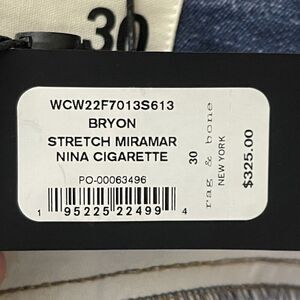 30
WCW22F7013S613
BRYON
STRETCH MIRAMAR
NINA CIGARETTE
PO-00063496
1 95225 22499 4
30
rag & bone
NEW YORK
$325.00